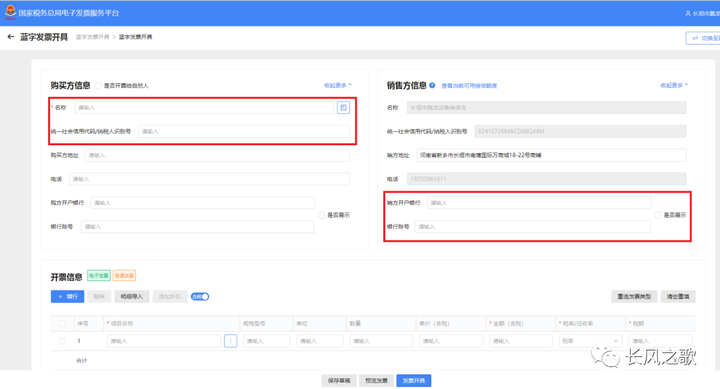 国家税务总局电子发票服务平台
蓝字发票开具 蓝字发票开具 > 蓝字发票开具
购买方信息 是否开票给自然人 收起更多
* 名称 请输入
统一社会信用代码/纳税人识别号 请输入
购买方地址 请输入
电话 请输入
购方开户银行 请输入
是否展示
银行账号 请输入
销售方信息 查看当前可用授信额度 收起更多
名称
统一社会信用代码/纳税人识别号
销方地址 河南省新乡市长垣市南蒲国际万商城18-22号商铺
电话
销方开户银行 请输入
是否展示
银行账号 请输入
开票信息 电子发票 普通发票
+ 增行 删除 明细导入 添加折扣 含税 重选发票类型 清空重填
序号 * 项目名称 规格型号 单位 数量 单价（含税） * 金额（含税） * 税率/征收率 * 税额
1 请输入 请输入 请输入 请输入 请输入 请输入 税率 请输入
合计
保存草稿 预览发票 发票开具
长风之歌